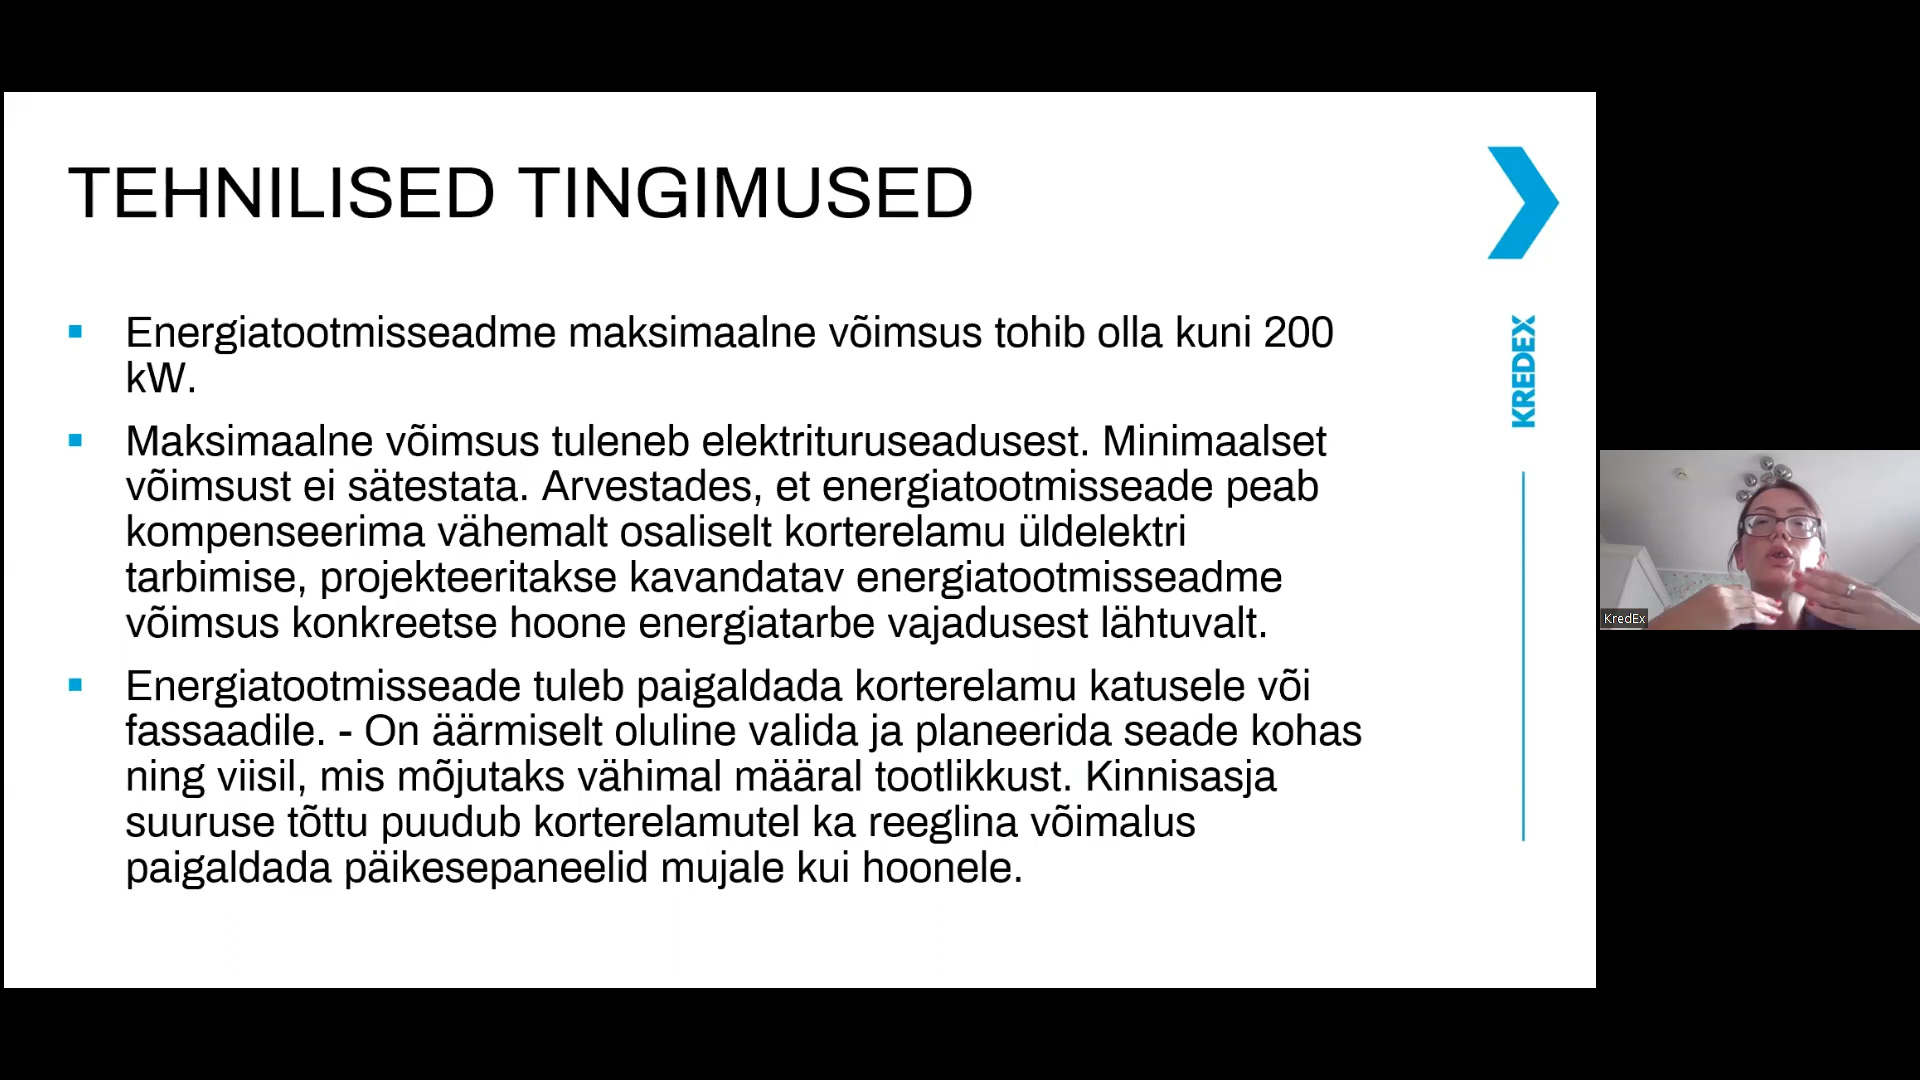 TEHNILISED TINGIMUSED
Energiatootmisseadme maksimaalne võimsus tohib olla kuni 200
kW.
Maksimaalne võimsus tuleneb elektrituruseadusest. Minimaalset
võimsust ei sätestata. Arvestades, et energiatootmisseade peab
kompenseerima vähemalt osaliselt korterelamu üldelektri
tarbimise, projekteeritakse kavandatav energiatootmisseadme
võimsus konkreetse hoone energiatarbe vajadusest lähtuvalt.
Energiatootmisseade tuleb paigaldada korterelamu katusele või
fassaadile. - On äärmiselt oluline valida ja planeerida seade kohas
ning viisil, mis mõjutaks vähimal määral tootlikkust. Kinnisasja
suuruse tõttu puudub korterelamutel ka reeglina võimalus
paigaldada päikesepaneelid mujale kui hoonele.
KREDEX
KredEx